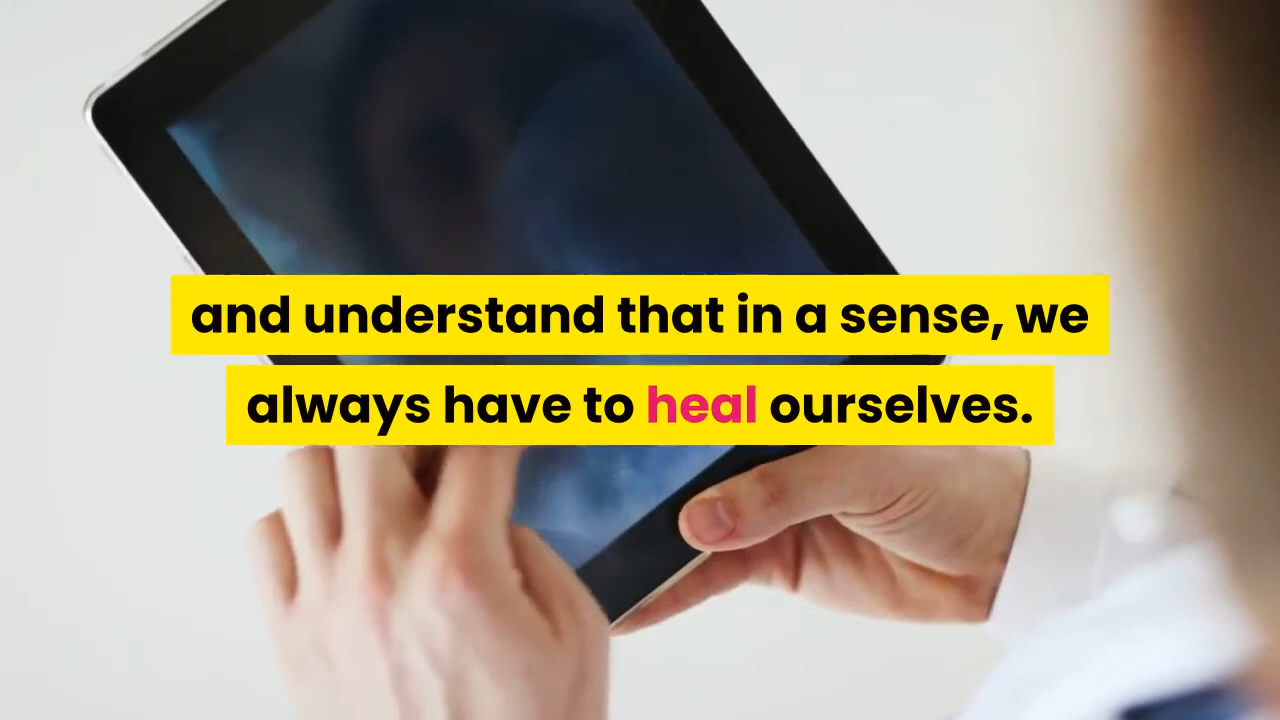 and understand that in a sense, we
always have to heal ourselves.